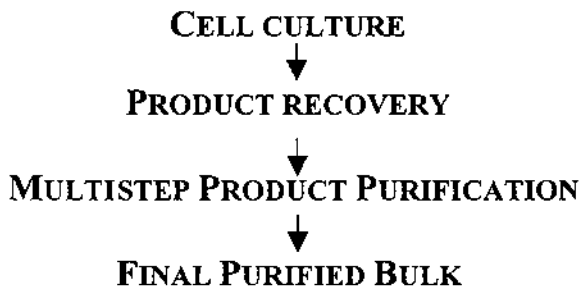 CELL CULTURE
PRODUCT RECOVERY
MULTISTEP PRODUCT PURIFICATION
FINAL PURIFIED BULK